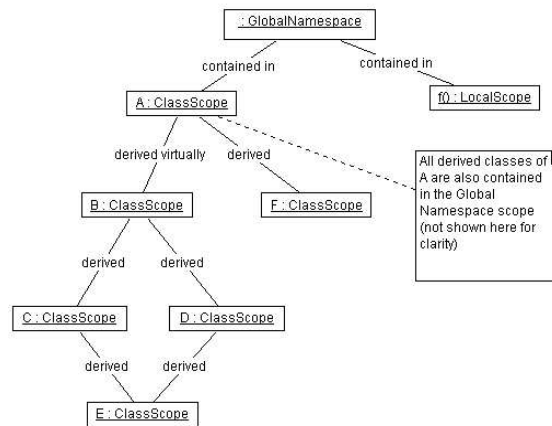 : GlobalNamespace
contained in
contained in
A : ClassScope
f() : LocalScope
derived virtually
derived
All derived classes of
A are also contained
in the Global
Namespace scope
(not shown here for
clarity)
B : ClassScope
F : ClassScope
derived
derived
C : ClassScope
D : ClassScope
derived
derived
E : ClassScope